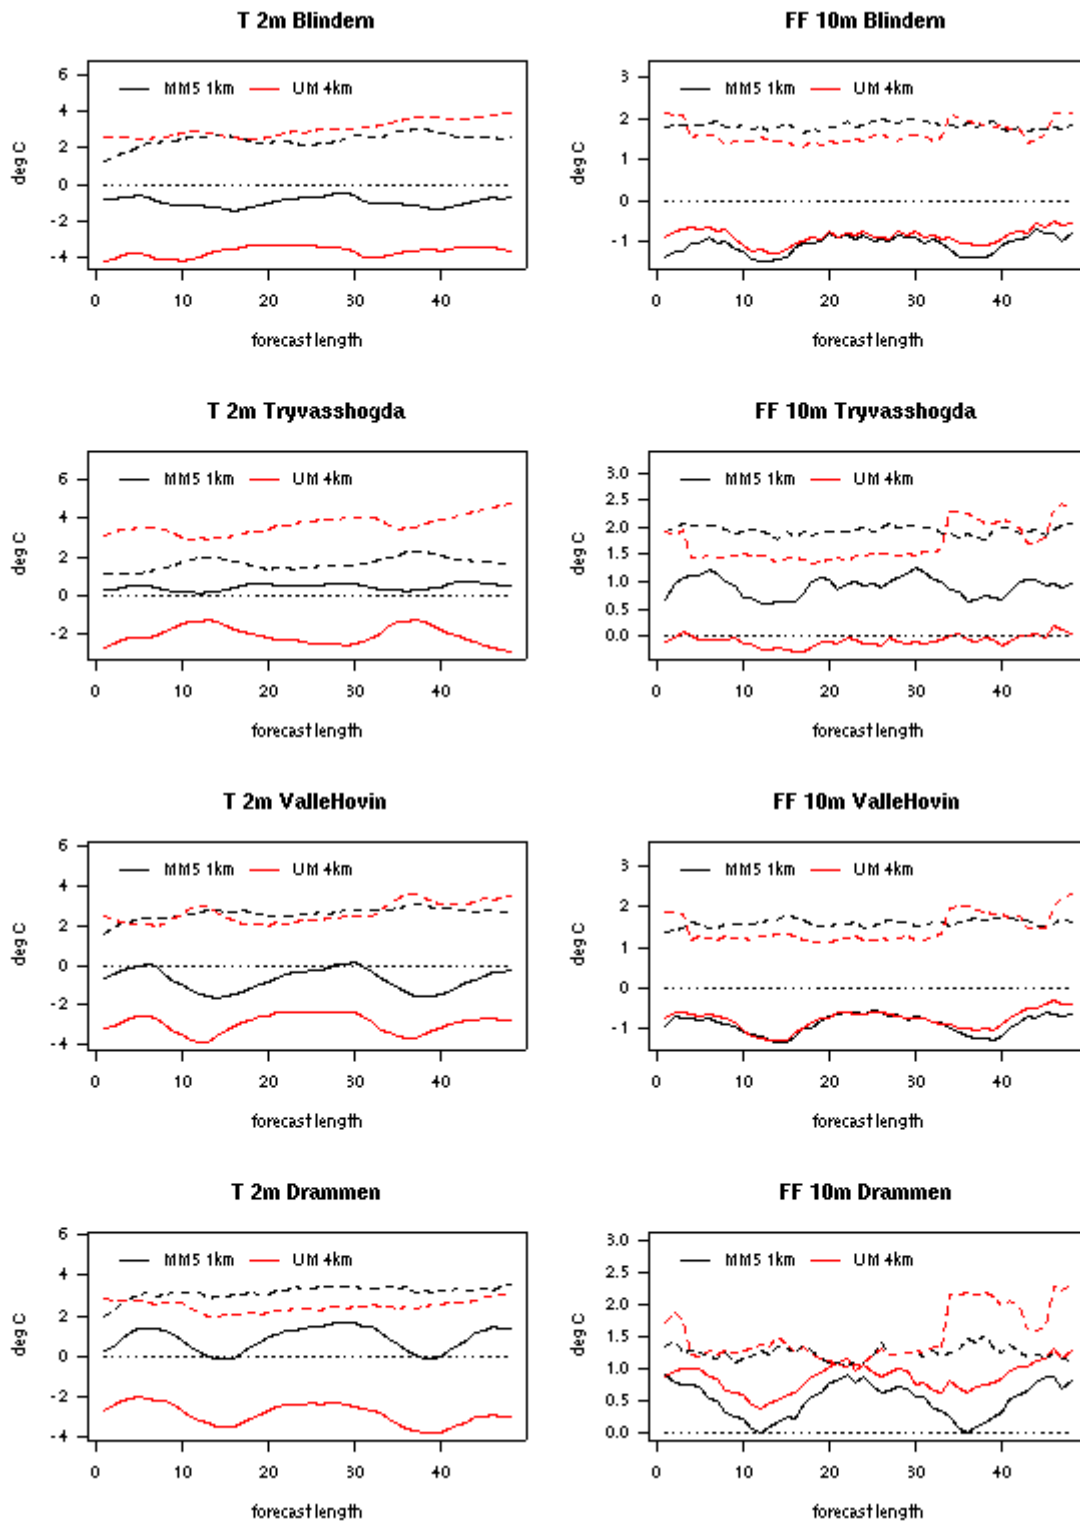 T 2m Blindern
6
4
2
0
-2
-4
deg C
MM5 1km
UM 4km
0
10
20
30
40
forecast length
FF 10m Blindern
3
2
1
0
-1
deg C
MM5 1km
UM 4km
0
10
20
30
40
forecast length
T 2m Tryvasshogda
6
4
2
0
-2
deg C
MM5 1km
UM 4km
0
10
20
30
40
forecast length
FF 10m Tryvasshogda
3.0
2.5
2.0
1.5
1.0
0.5
0.0
deg C
MM5 1km
UM 4km
0
10
20
30
40
forecast length
T 2m ValleHovin
6
4
2
0
-2
-4
deg C
MM5 1km
UM 4km
0
10
20
30
40
forecast length
FF 10m ValleHovin
3
2
1
0
-1
deg C
MM5 1km
UM 4km
0
10
20
30
40
forecast length
T 2m Drammen
6
4
2
0
-2
-4
deg C
MM5 1km
UM 4km
0
10
20
30
40
forecast length
FF 10m Drammen
3.0
2.5
2.0
1.5
1.0
0.5
0.0
deg C
MM5 1km
UM 4km
0
10
20
30
40
forecast length